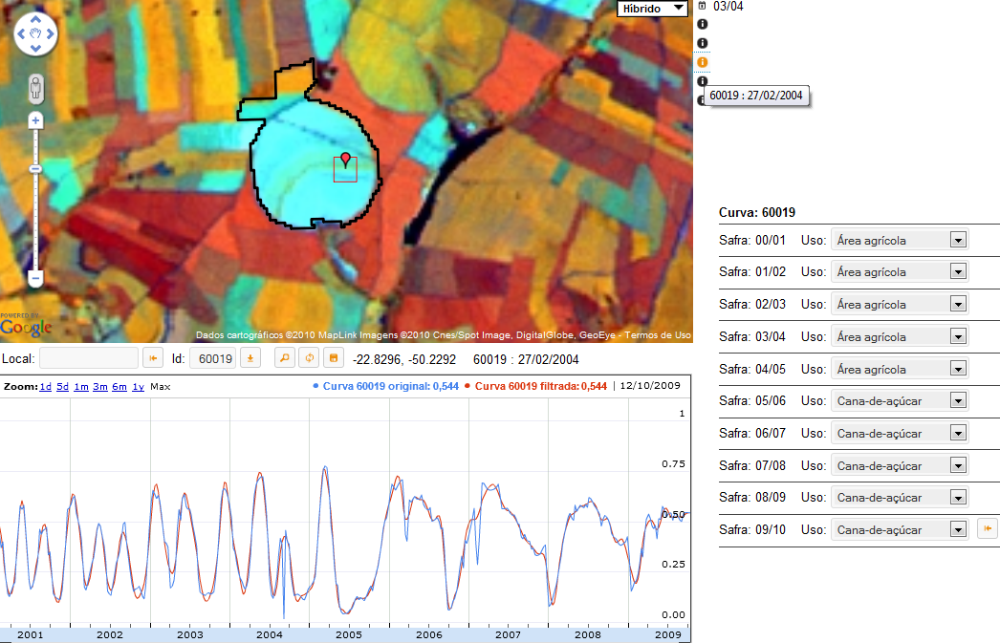 Híbrido
03/04
60019 : 27/02/2004
POWERED BY
Google
Dados cartográficos ©2010 MapLink Imagens ©2010 Cnes/Spot Image, DigitalGlobe, GeoEye - Termos de Uso
Local: Id: 60019 -22.8296, -50.2292 60019 : 27/02/2004
Zoom: 1d 5d 1m 3m 6m 1y Max Curva 60019 original: 0,544 Curva 60019 filtrada: 0,544 | 12/10/2009
1
0.75
0.50
0.25
0.00
2001 2002 2003 2004 2005 2006 2007 2008 2009
Curva: 60019
Safra: 00/01 Uso: Área agrícola
Safra: 01/02 Uso: Área agrícola
Safra: 02/03 Uso: Área agrícola
Safra: 03/04 Uso: Área agrícola
Safra: 04/05 Uso: Área agrícola
Safra: 05/06 Uso: Cana-de-açúcar
Safra: 06/07 Uso: Cana-de-açúcar
Safra: 07/08 Uso: Cana-de-açúcar
Safra: 08/09 Uso: Cana-de-açúcar
Safra: 09/10 Uso: Cana-de-açúcar